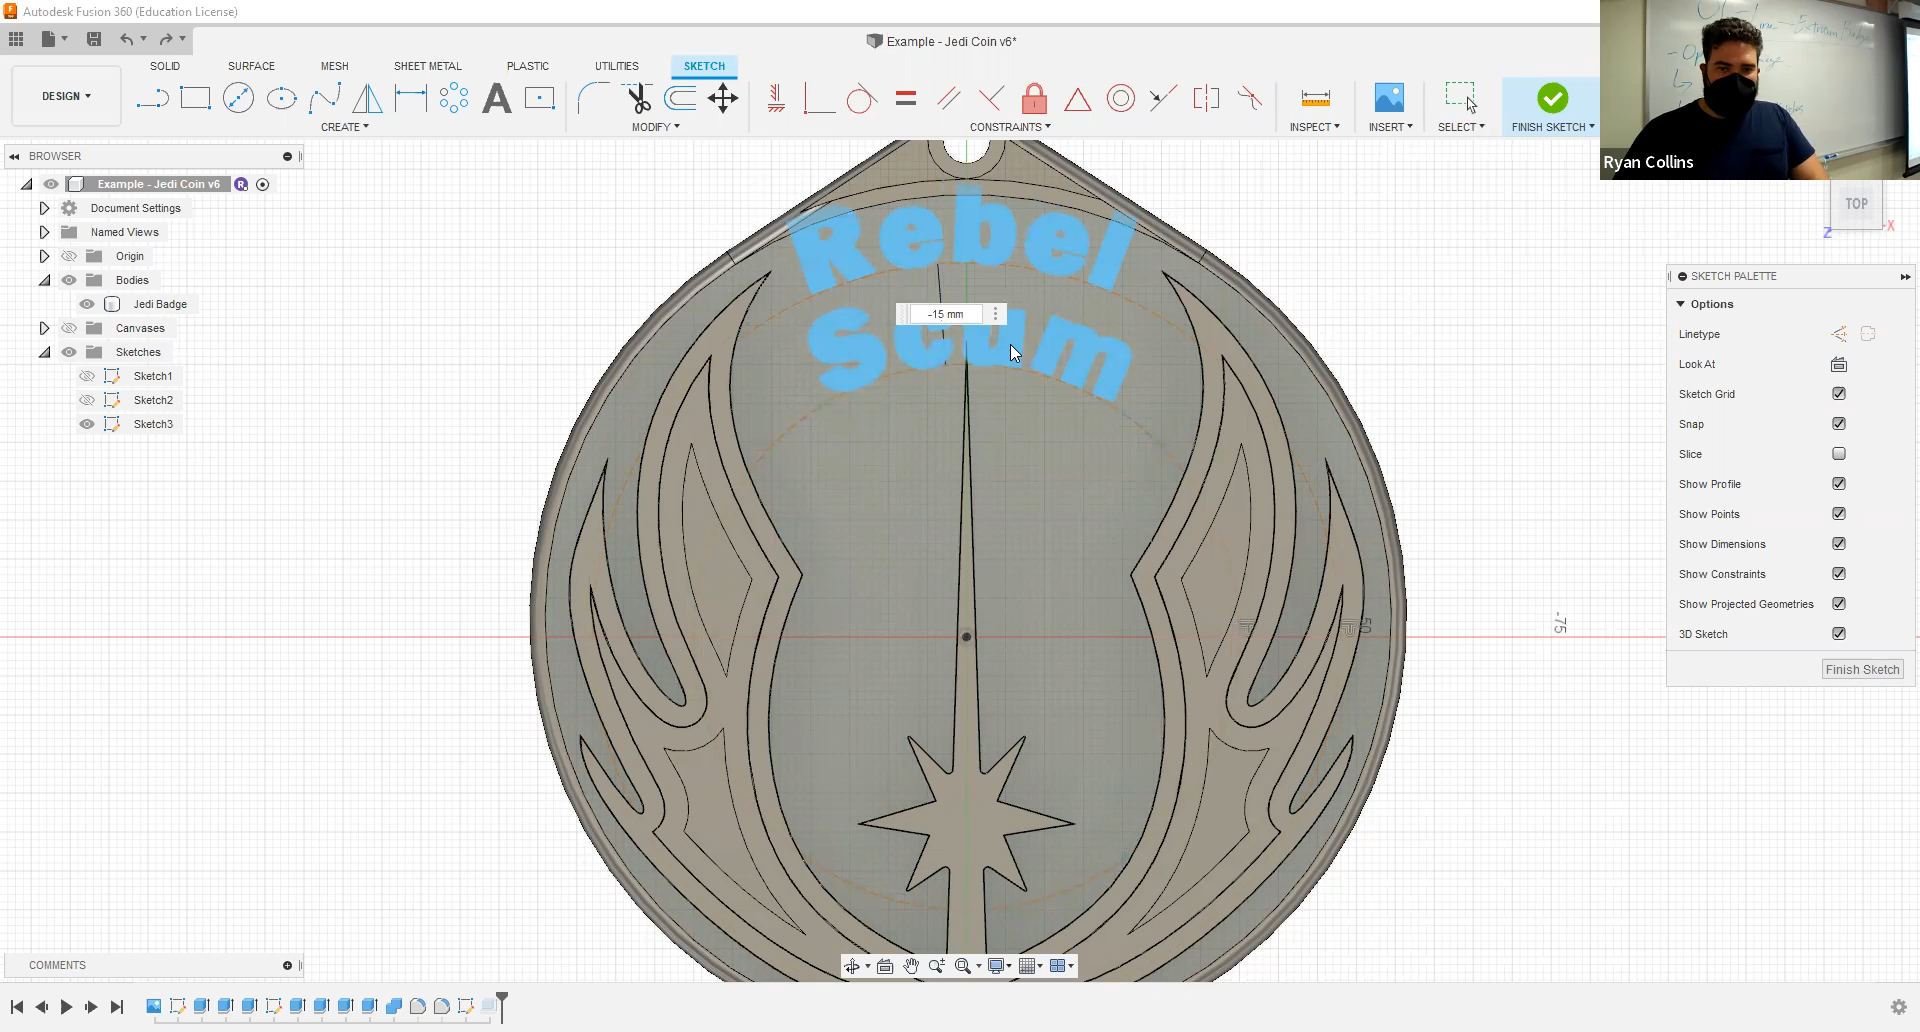 Autodesk Fusion 360 (Education License)
Example - Jedi Coin v6*
SOLID SURFACE MESH SHEET METAL PLASTIC UTILITIES SKETCH
DESIGN
CREATE MODIFY CONSTRAINTS INSPECT INSERT SELECT FINISH SKETCH
Ryan Collins
BROWSER
Example - Jedi Coin v6
R
Document Settings
Named Views
Origin
Bodies
Jedi Badge
Canvases
Sketches
Sketch1
Sketch2
Sketch3
TOP
X
Z
Rebel
Scum
-15 mm
50
-75
SKETCH PALETTE
Options
Linetype
Look At
Sketch Grid
Snap
Slice
Show Profile
Show Points
Show Dimensions
Show Constraints
Show Projected Geometries
3D Sketch
Finish Sketch
COMMENTS